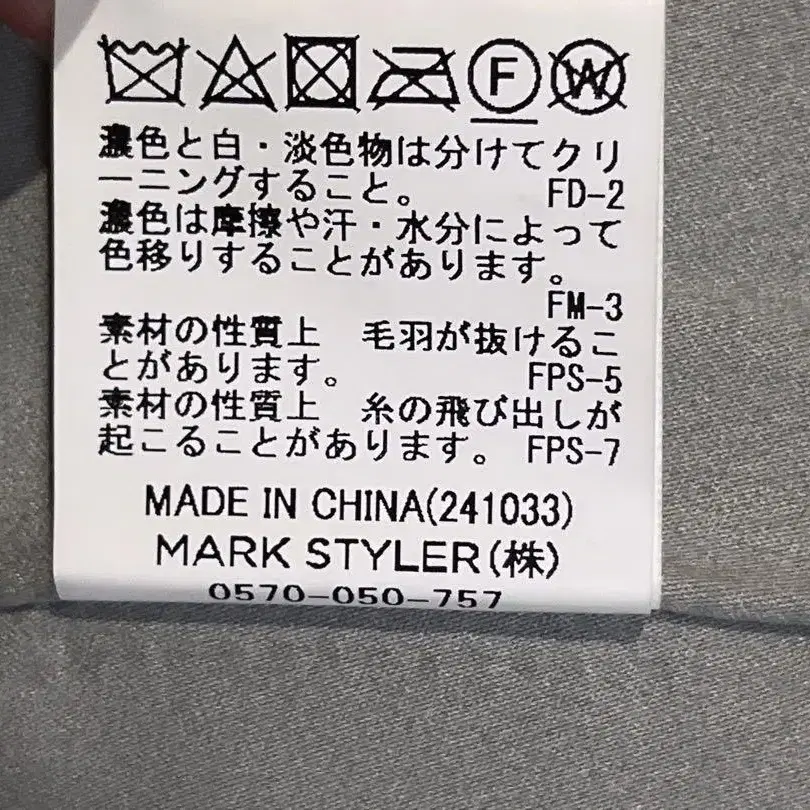 F W
濃色と白・淡色物は分けてクリ
ーニングすること。 FD-2
濃色は摩擦や汗・水分によって
色移りすることがあります。
FM-3
素材の性質上 毛羽が抜けるこ
とがあります。 FPS-5
素材の性質上 糸の飛び出しが
起こることがあります。 FPS-7
MADE IN CHINA(241033)
MARK STYLER(株)
0570-050-757